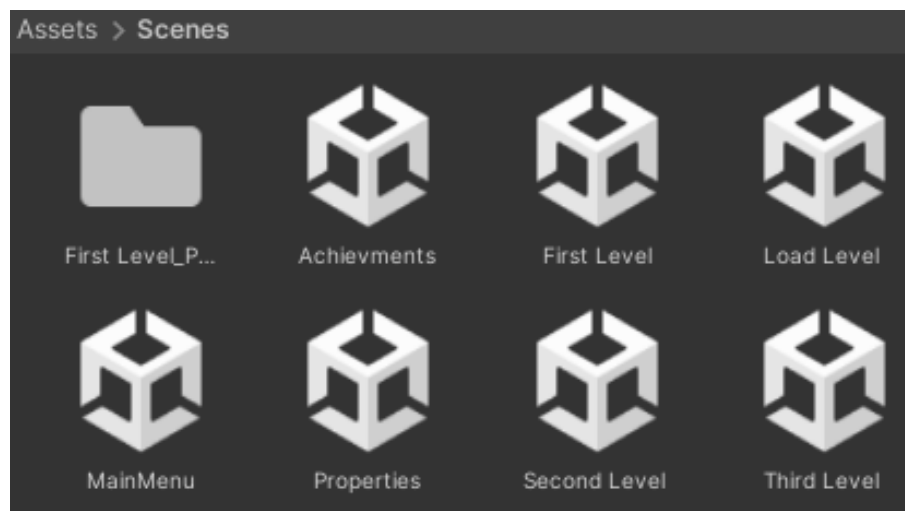 Assets > Scenes
First Level_P...
Achievments
First Level
Load Level
MainMenu
Properties
Second Level
Third Level